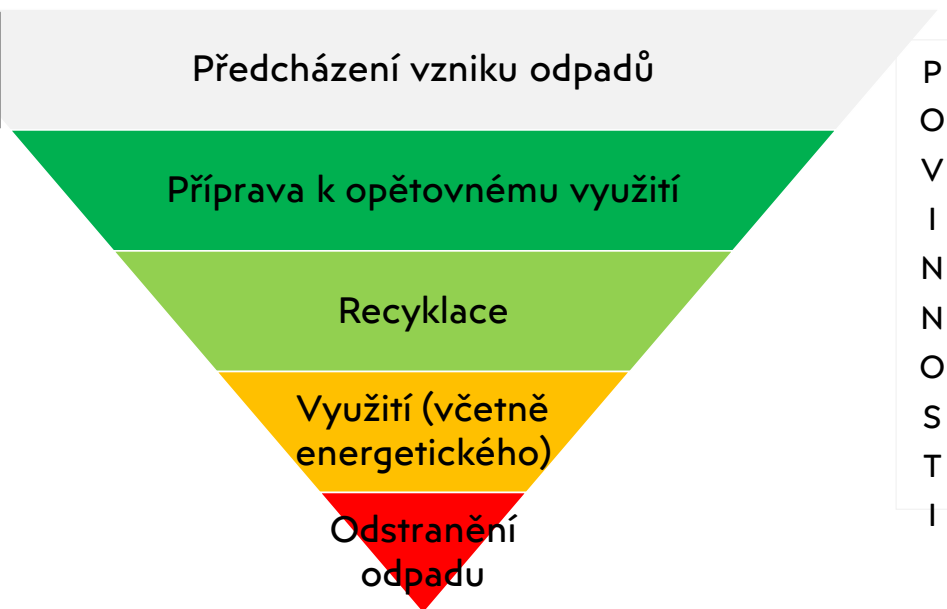 Předcházení vzniku odpadů
Příprava k opětovnému využití
Recyklace
Využití (včetně
energetického)
Odstranění
odpadu
P
O
V
I
N
N
O
S
T
I